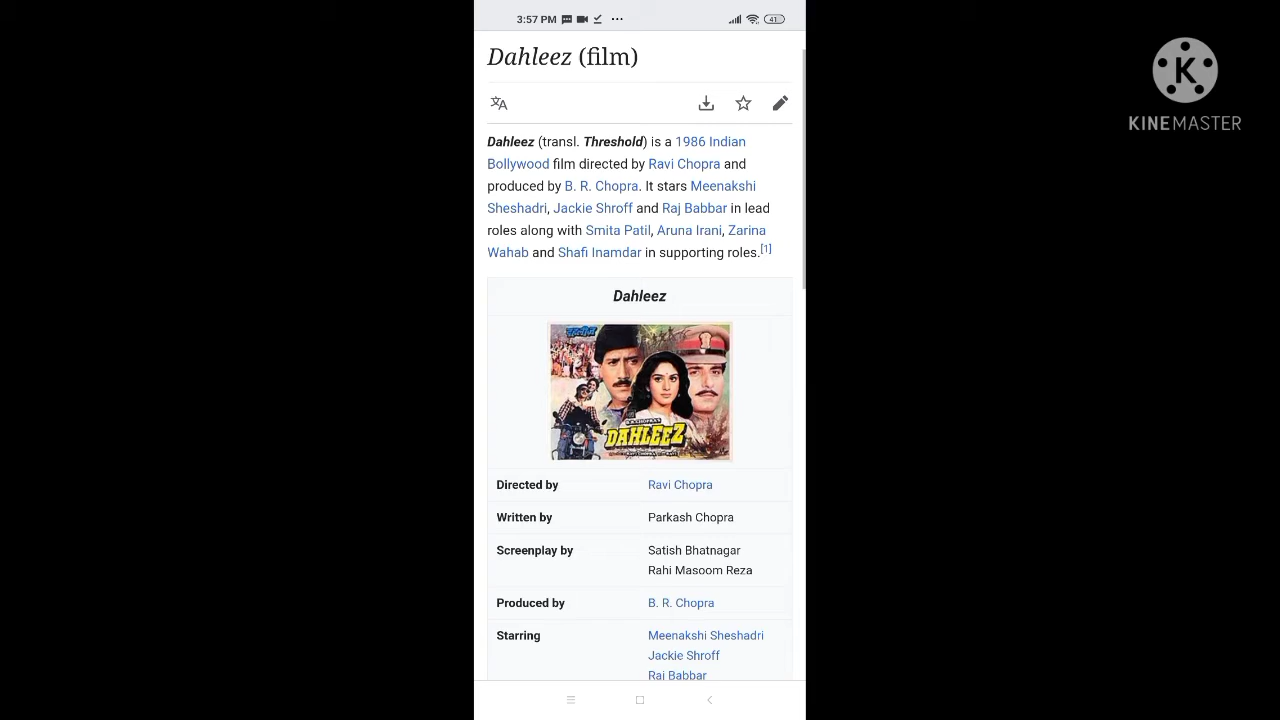 3:57 PM
41
Dahleez (film)
Dahleez (transl. Threshold) is a 1986 Indian
Bollywood film directed by Ravi Chopra and
produced by B. R. Chopra. It stars Meenakshi
Sheshadri, Jackie Shroff and Raj Babbar in lead
roles along with Smita Patil, Aruna Irani, Zarina
Wahab and Shafi Inamdar in supporting roles.[1]
Dahleez
दहलीज़
DAHLEEZ
Directed by Ravi Chopra
Written by Parkash Chopra
Screenplay by Satish Bhatnagar
Rahi Masoom Reza
Produced by B. R. Chopra
Starring Meenakshi Sheshadri
Jackie Shroff
Raj Babbar
K
KINEMASTER